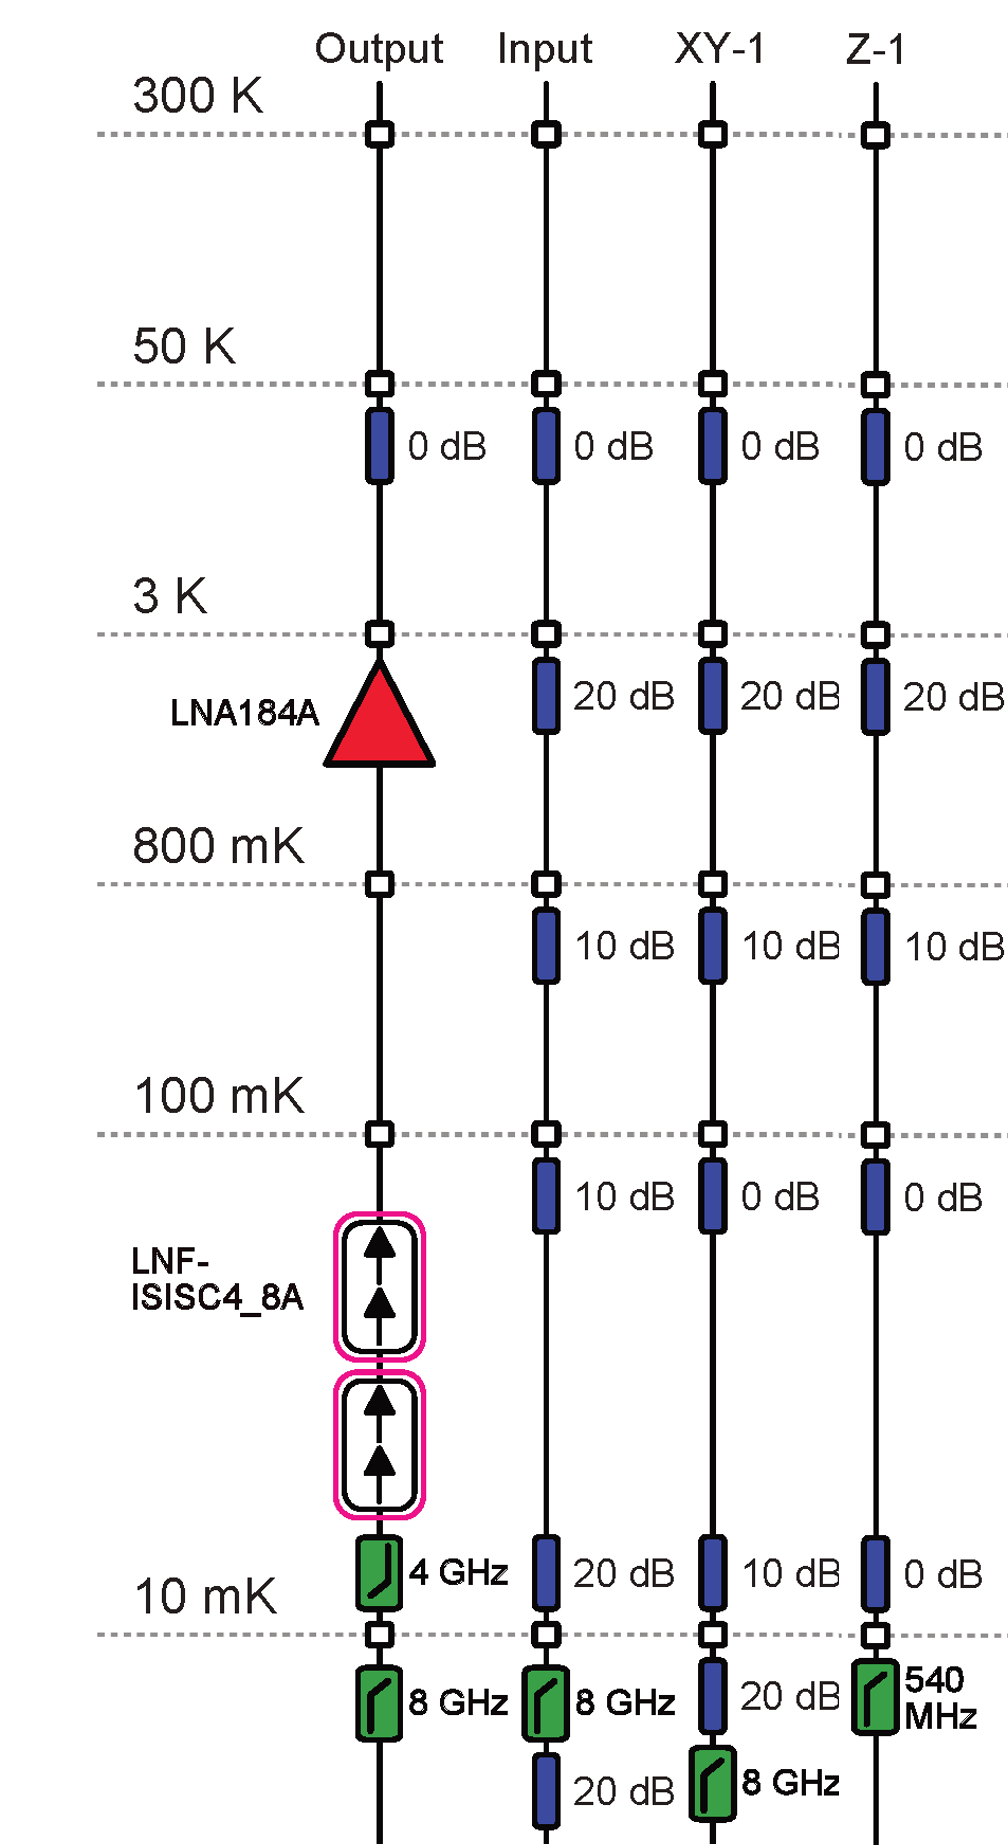 Output Input XY-1 Z-1
300 K
50 K
0 dB 0 dB 0 dB 0 dB
3 K
20 dB 20 dB 20 dB
LNA184A
800 mK
10 dB 10 dB 10 dB
100 mK
10 dB 0 dB 0 dB
LNF-
ISISC4_8A
4 GHz 20 dB 10 dB 0 dB
10 mK
8 GHz 8 GHz 20 dB 540
MHz
20 dB 8 GHz